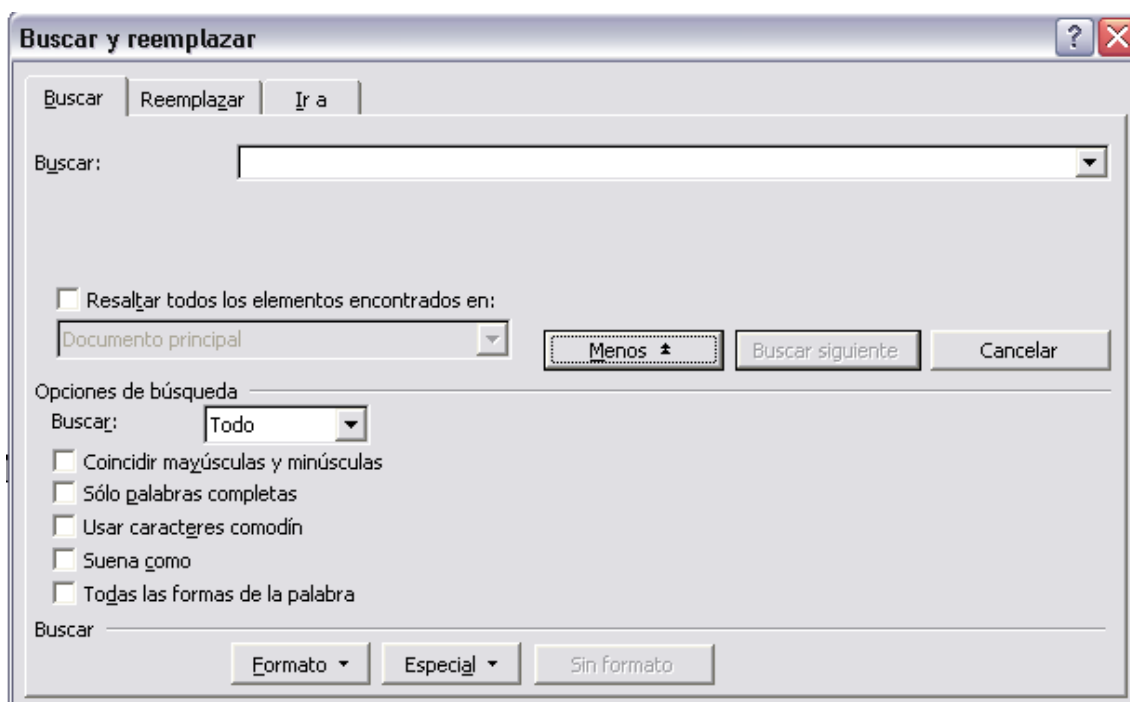 Buscar y reemplazar
Buscar Reemplazar Ir a
Buscar:
Resaltar todos los elementos encontrados en:
Documento principal
Menos Buscar siguiente Cancelar
Opciones de búsqueda
Buscar: Todo
Coincidir mayúsculas y minúsculas
Sólo palabras completas
Usar caracteres comodín
Suena como
Todas las formas de la palabra
Buscar
Formato Especial Sin formato